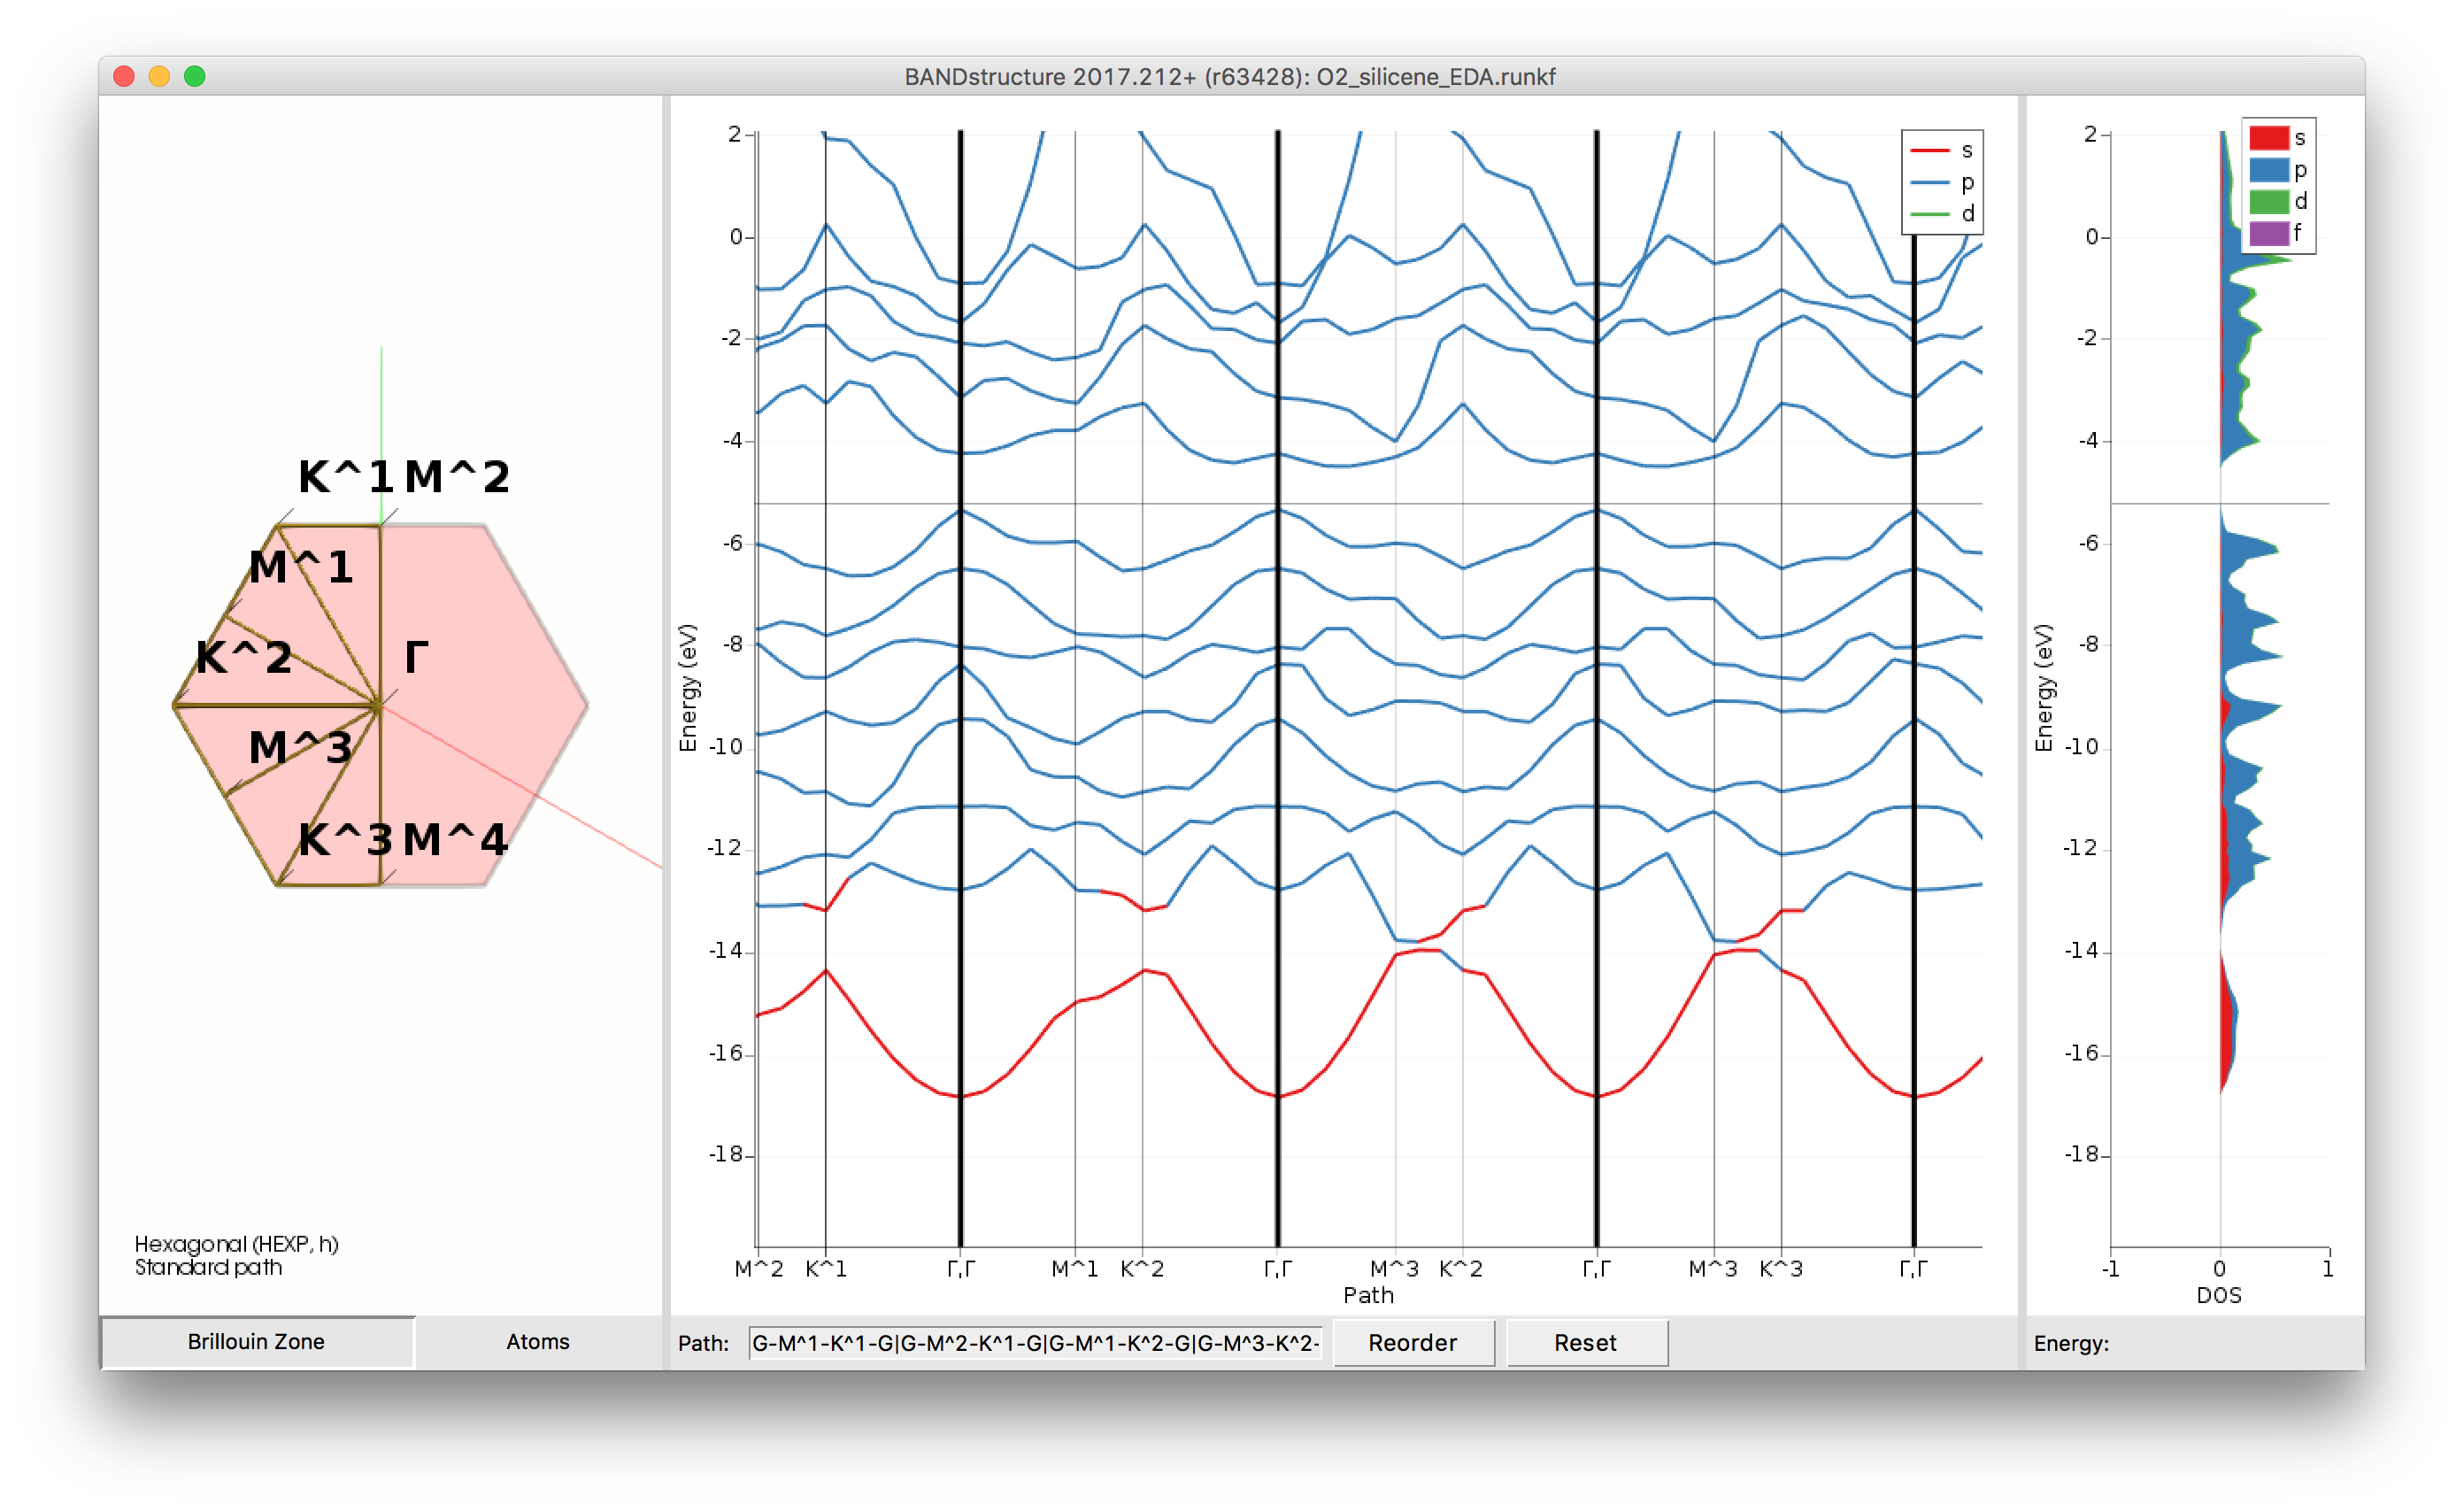 BANDstructure 2017.212+ (r63428): O2_silicene_EDA.runkf
K^1 M^2
M^1
K^2
Γ
M^3
K^3 M^4
Hexagonal (HEXP, h)
Standard path
Brillouin Zone
Atoms
2
0
-2
-4
-6
-8
-10
-12
-14
-16
-18
Energy (eV)
s
p
d
M^2 K^1 Γ,Γ M^1 K^2 Γ,Γ M^3 K^2 Γ,Γ M^3 K^3 Γ,Γ
Path
Path: G-M^1-K^1-G|G-M^2-K^1-G|G-M^1-K^2-G|G-M^3-K^2- Reorder Reset
2
0
-2
-4
-6
-8
-10
-12
-14
-16
-18
Energy (eV)
s
p
d
f
-1 0 1
DOS
Energy: